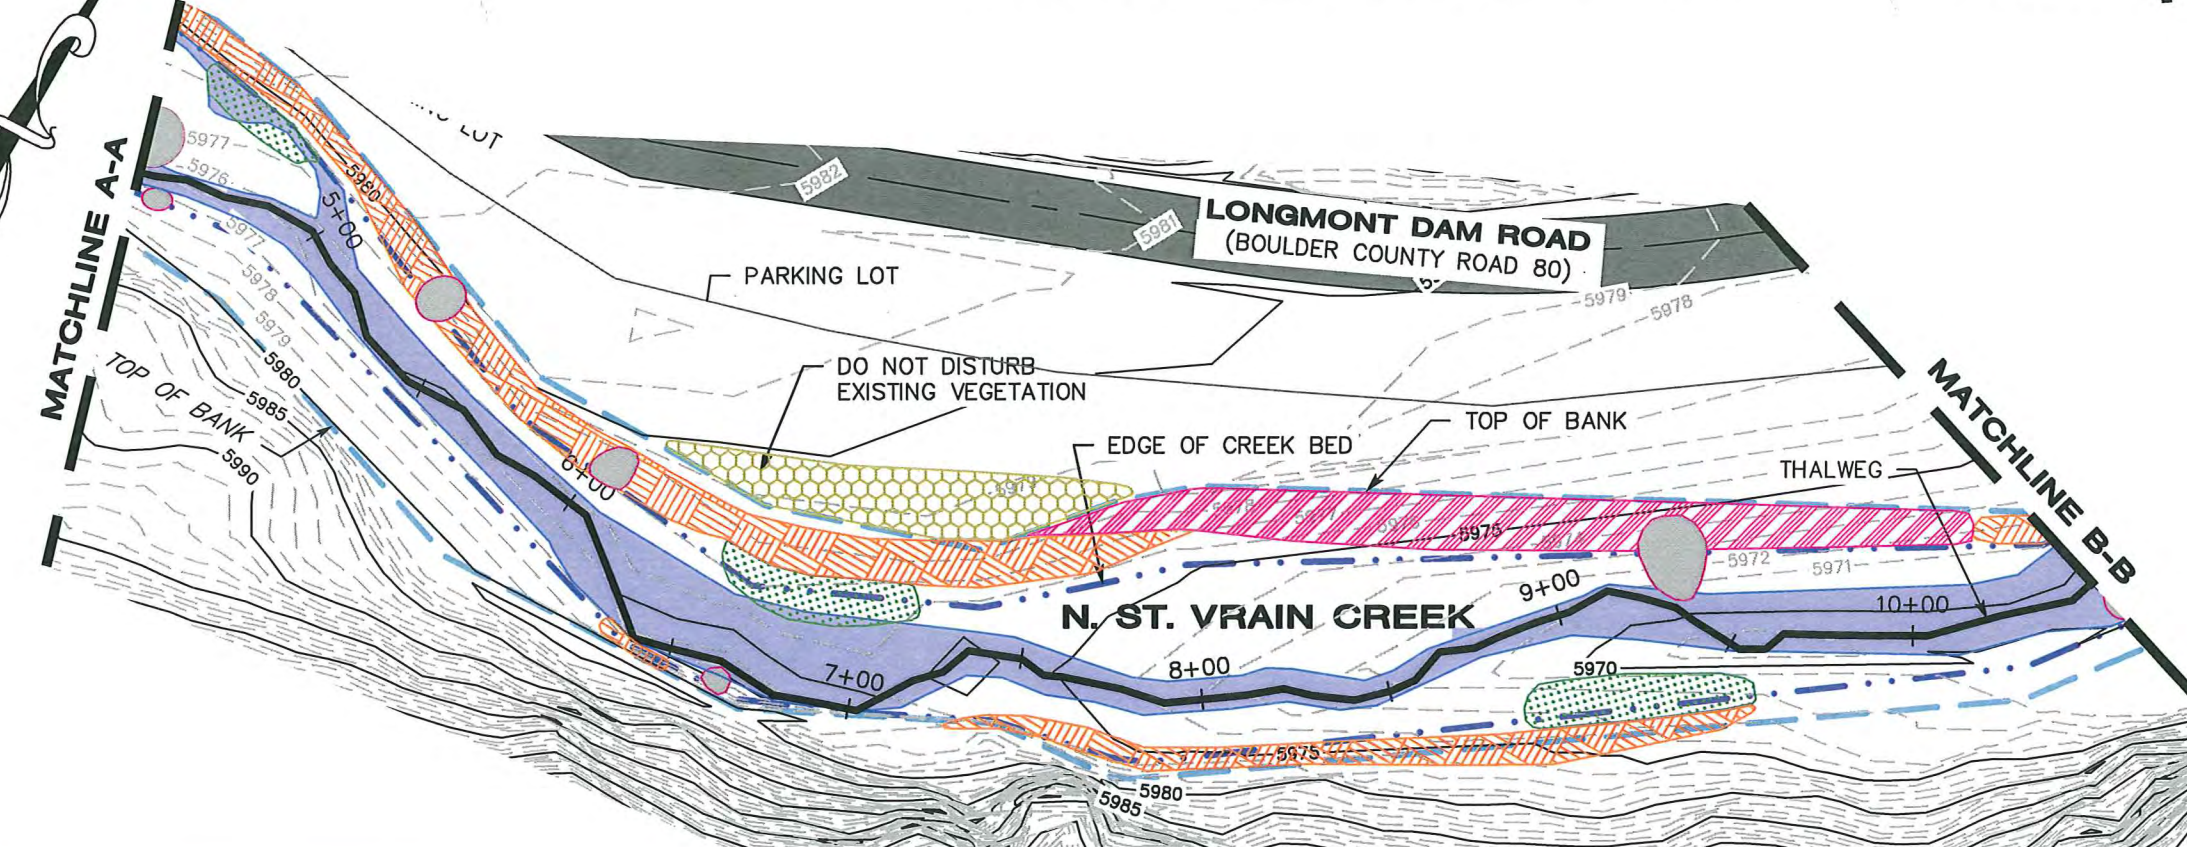 LOT
5977
5976
5980
5+00
5982
5981
LONGMONT DAM ROAD
(BOULDER COUNTY ROAD 80)
5979
5978
MATCHLINE A-A
5977
5978
5979
5980
5985
5990
TOP OF BANK
PARKING LOT
DO NOT DISTURB
EXISTING VEGETATION
EDGE OF CREEK BED
TOP OF BANK
THALWEG
MATCHLINE B-B
6+00
5975
5972
5971
N. ST. VRAIN CREEK
7+00
8+00
9+00
10+00
5970
5975
5980
5985